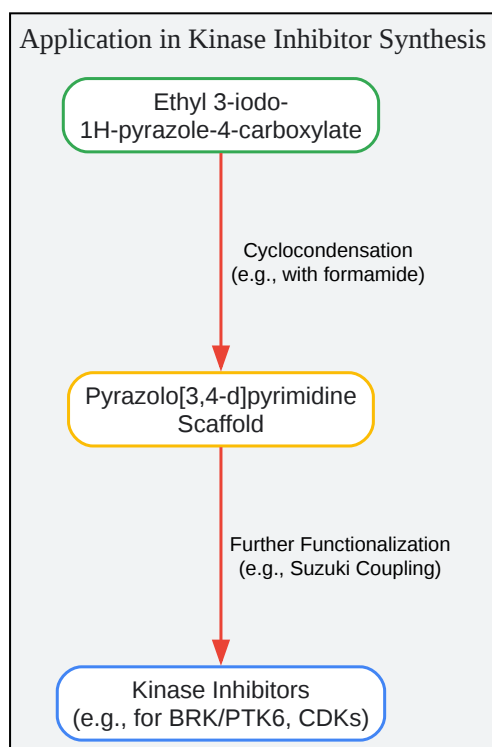 Application in Kinase Inhibitor Synthesis
Ethyl 3-iodo-
1H-pyrazole-4-carboxylate
Cyclocondensation
(e.g., with formamide)
Pyrazolo[3,4-d]pyrimidine
Scaffold
Further Functionalization
(e.g., Suzuki Coupling)
Kinase Inhibitors
(e.g., for BRK/PTK6, CDKs)